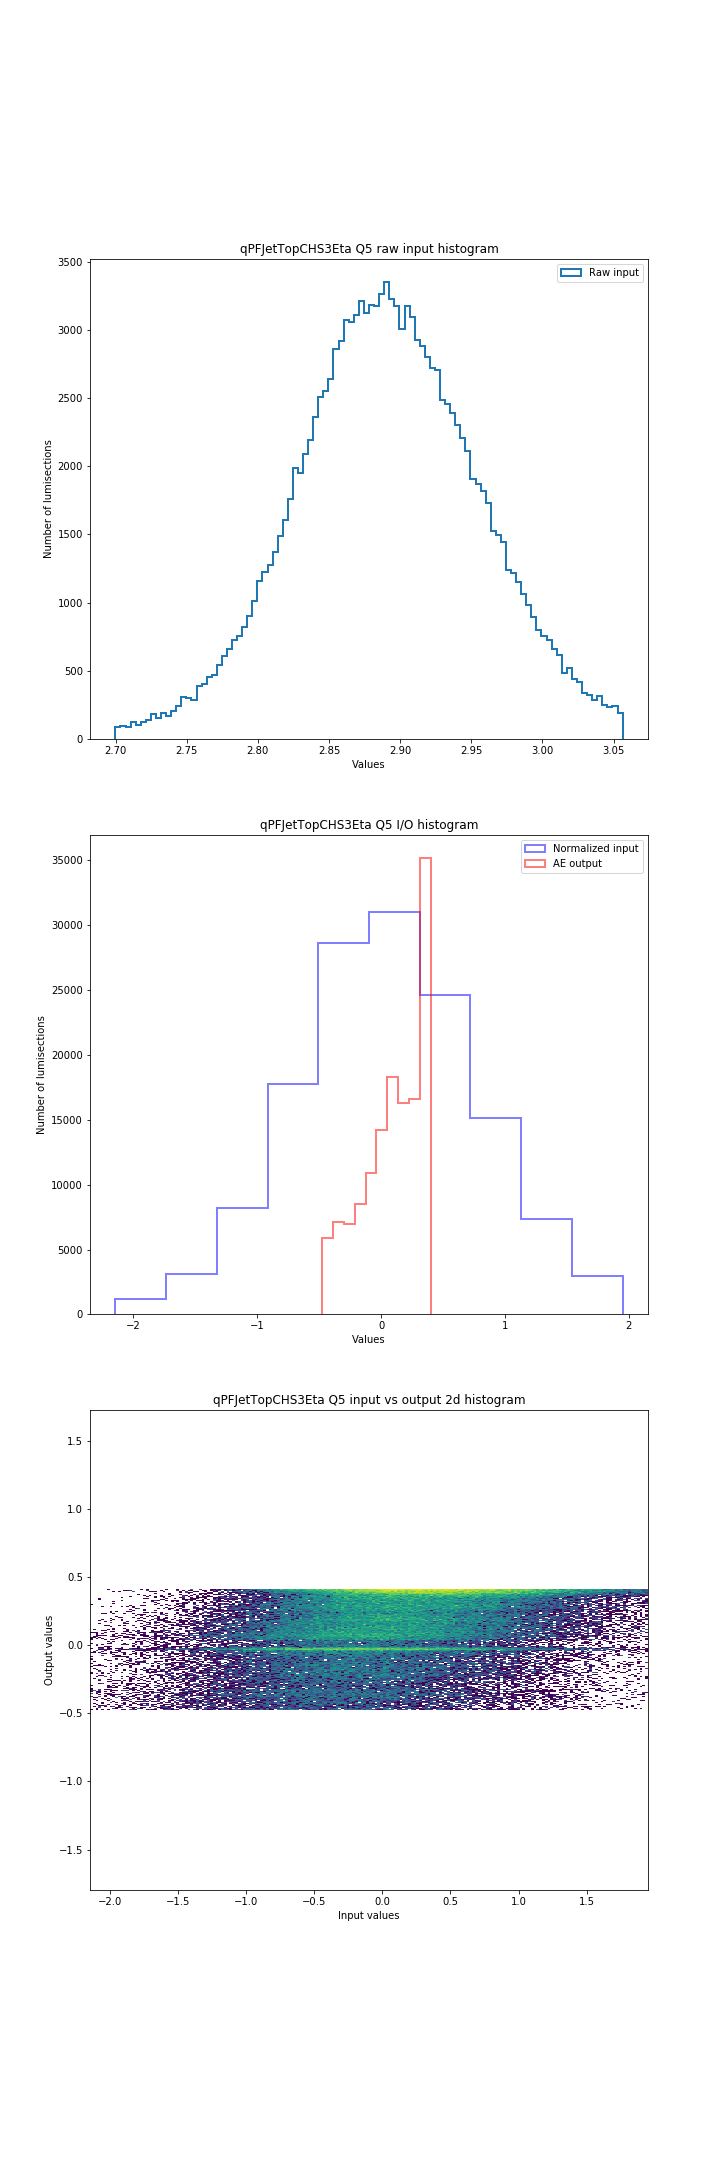 qPFJetTopCHS3Eta Q5 raw input histogram
3500
3000
2500
2000
1500
1000
500
0
Number of lumisections
Raw input
2.70 2.75 2.80 2.85 2.90 2.95 3.00 3.05
Values
qPFJetTopCHS3Eta Q5 I/O histogram
35000
30000
25000
20000
15000
10000
5000
0
Number of lumisections
Normalized input
AE output
−2 −1 0 1 2
Values
qPFJetTopCHS3Eta Q5 input vs output 2d histogram
1.5
1.0
0.5
0.0
−0.5
−1.0
−1.5
Output values
−2.0 −1.5 −1.0 −0.5 0.0 0.5 1.0 1.5
Input values